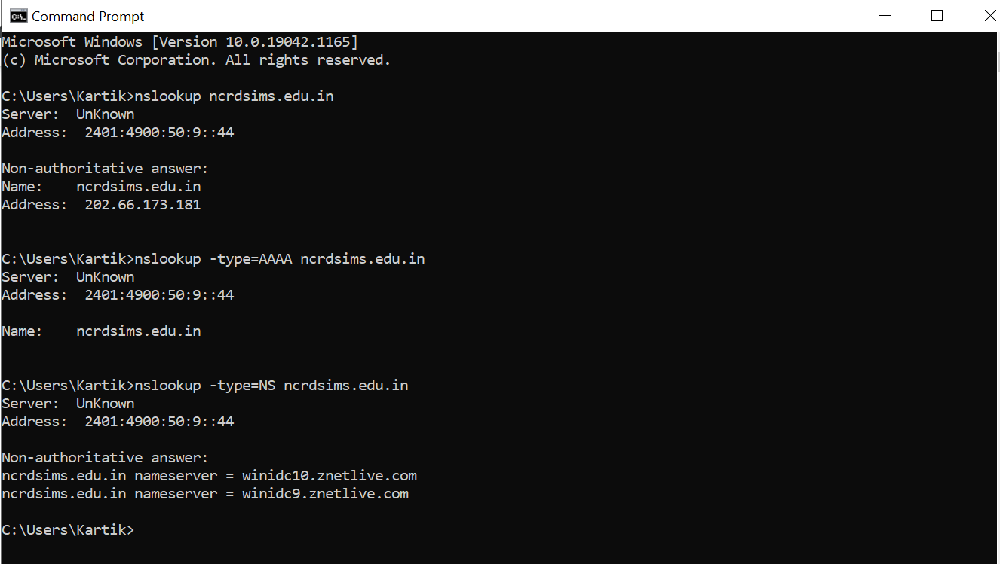 Command Prompt
Microsoft Windows [Version 10.0.19042.1165]
(c) Microsoft Corporation. All rights reserved.
C:\Users\Kartik>nslookup ncrdsims.edu.in
Server:  UnKnown
Address:  2401:4900:50:9::44
Non-authoritative answer:
Name:    ncrdsims.edu.in
Address:  202.66.173.181
C:\Users\Kartik>nslookup -type=AAAA ncrdsims.edu.in
Server:  UnKnown
Address:  2401:4900:50:9::44
Name:    ncrdsims.edu.in
C:\Users\Kartik>nslookup -type=NS ncrdsims.edu.in
Server:  UnKnown
Address:  2401:4900:50:9::44
Non-authoritative answer:
ncrdsims.edu.in nameserver = winidc10.znetlive.com
ncrdsims.edu.in nameserver = winidc9.znetlive.com
C:\Users\Kartik>